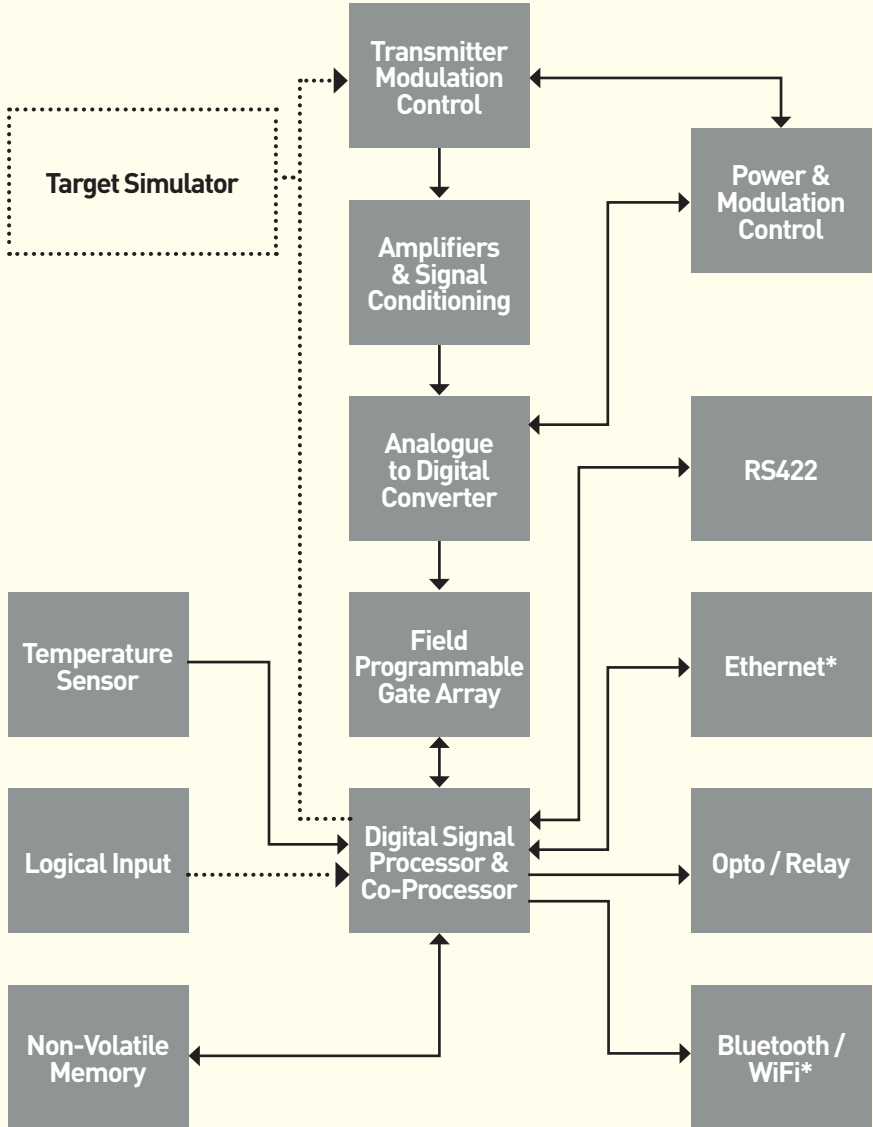 Transmitter
Modulation
Control
Target Simulator
Power &
Modulation
Control
Amplifiers
& Signal
Conditioning
Analogue
to Digital
Converter
RS422
Temperature
Sensor
Field
Programmable
Gate Array
Ethernet*
Logical Input
Digital Signal
Processor &
Co-Processor
Opto / Relay
Non-Volatile
Memory
Bluetooth /
WiFi*